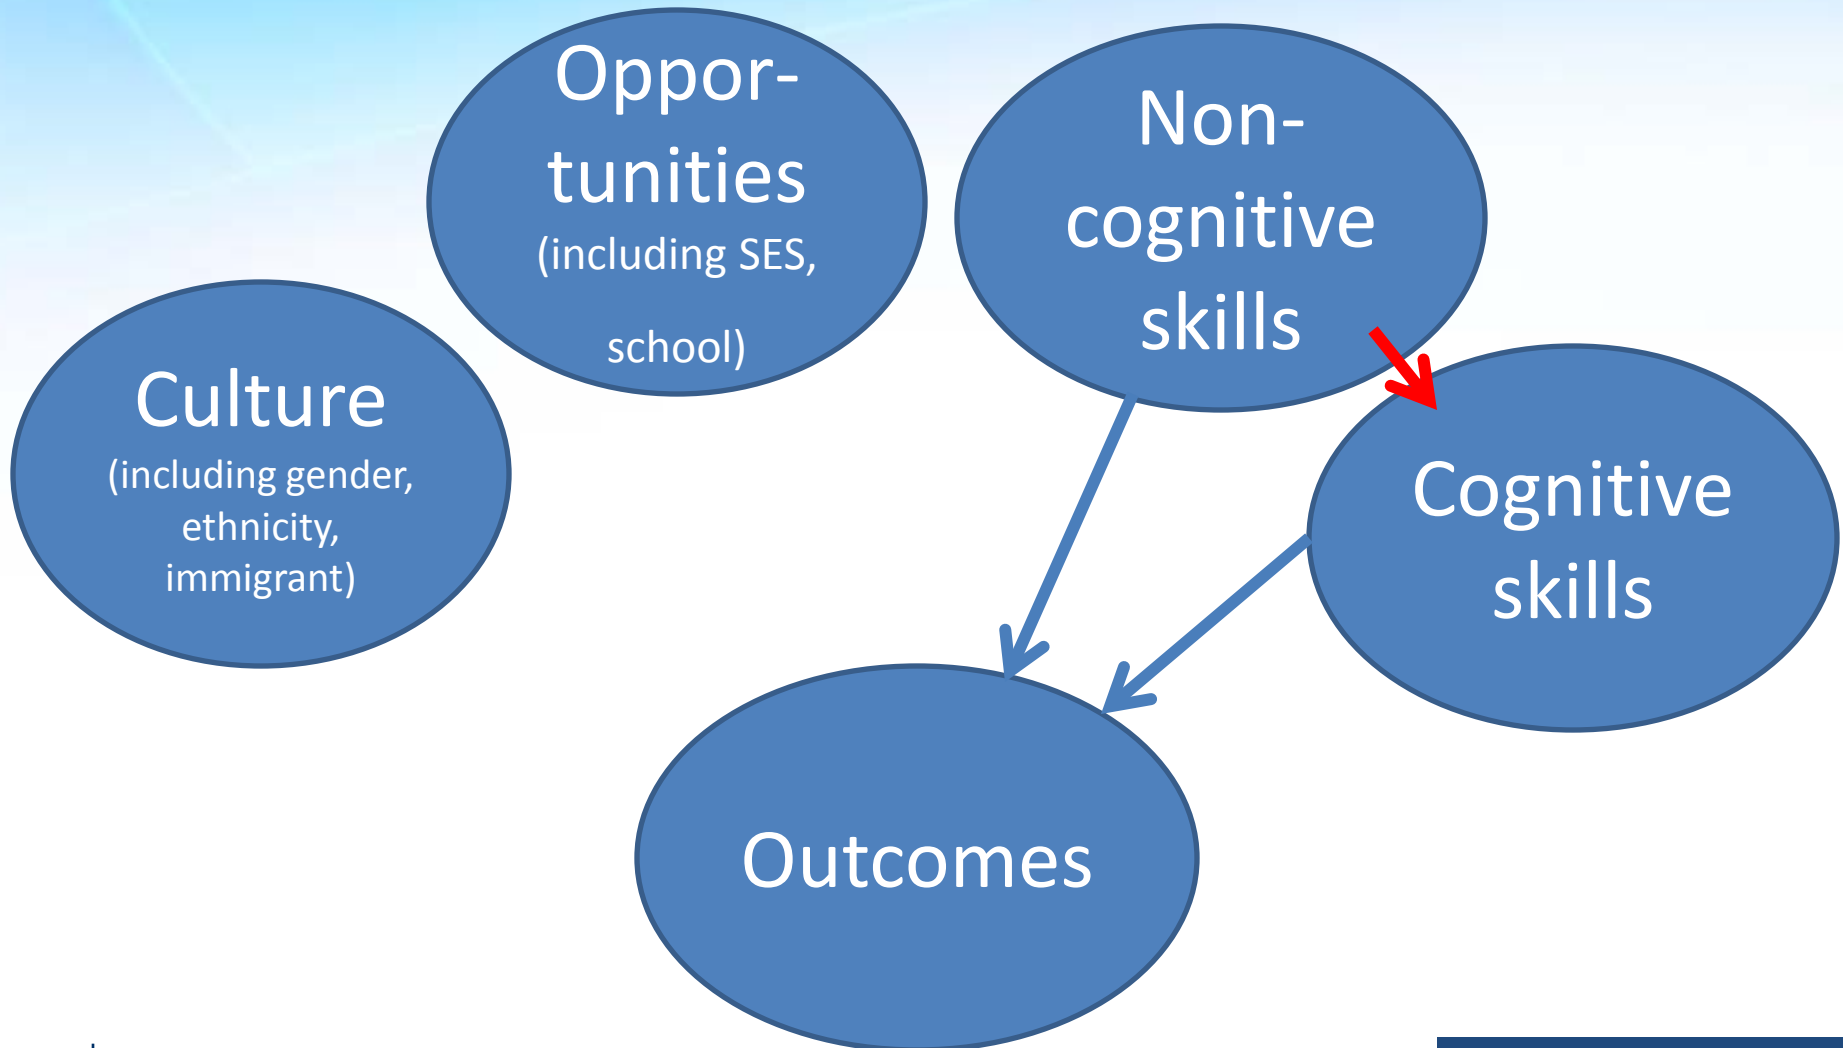 Oppor-
tunities
(including SES,
school)
Non-
cognitive
skills
Culture
(including gender,
ethnicity,
immigrant)
Cognitive
skills
Outcomes